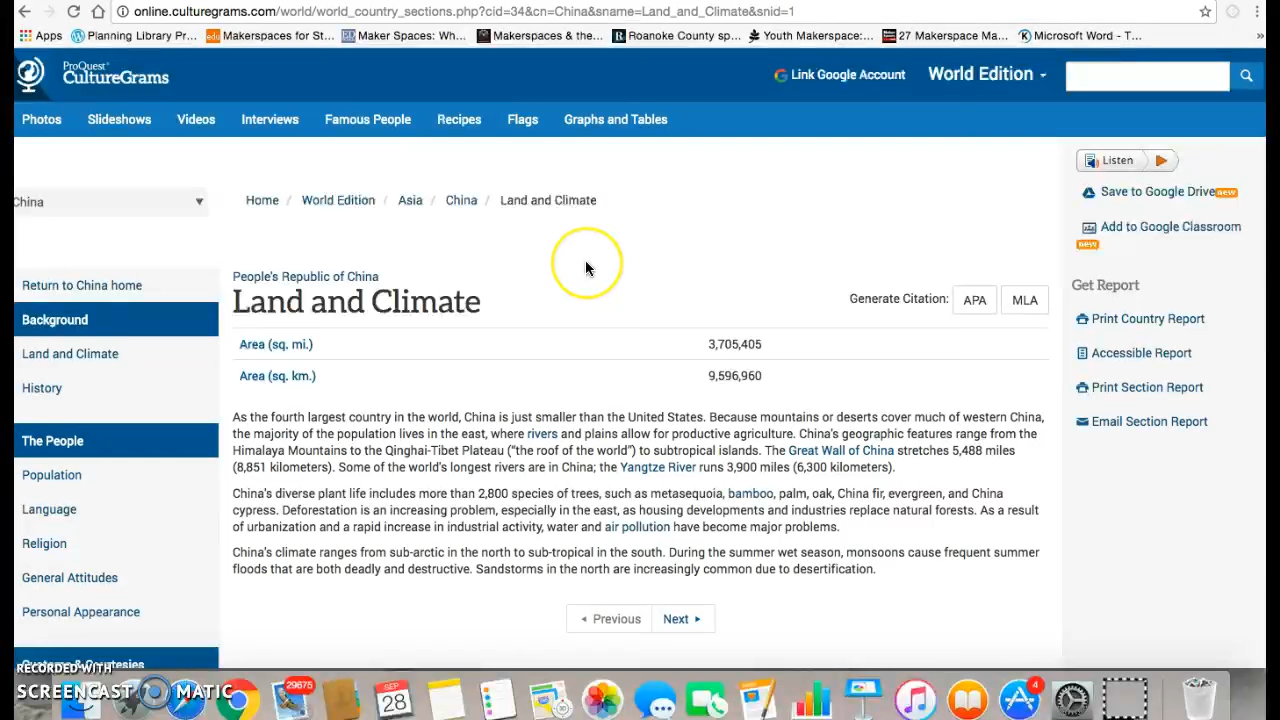 online.culturegrams.com/world/world_country_sections.php?cid=34&cn=China&sname=Land_and_Climate&snid=1
Apps Planning Library Pr... Makerspaces for St... Maker Spaces: Wh... Makerspaces & the... Roanoke County sp... Youth Makerspace:... 27 Makerspace Ma... Microsoft Word - T... »
ProQuest®
CultureGrams
Link Google Account
World Edition
Photos Slideshows Videos Interviews Famous People Recipes Flags Graphs and Tables
Listen
China
Home / World Edition / Asia / China / Land and Climate
Save to Google Drive new
Add to Google Classroom
new
Return to China home
Background
Land and Climate
History
The People
Population
Language
Religion
General Attitudes
Personal Appearance
Customs & Courtesies
People's Republic of China
Land and Climate
Generate Citation: APA MLA
Area (sq. mi.) 3,705,405
Area (sq. km.) 9,596,960
As the fourth largest country in the world, China is just smaller than the United States. Because mountains or deserts cover much of western China,
the majority of the population lives in the east, where rivers and plains allow for productive agriculture. China's geographic features range from the
Himalaya Mountains to the Qinghai-Tibet Plateau ("the roof of the world") to subtropical islands. The Great Wall of China stretches 5,488 miles
(8,851 kilometers). Some of the world's longest rivers are in China; the Yangtze River runs 3,900 miles (6,300 kilometers).
China's diverse plant life includes more than 2,800 species of trees, such as metasequoia, bamboo, palm, oak, China fir, evergreen, and China
cypress. Deforestation is an increasing problem, especially in the east, as housing developments and industries replace natural forests. As a result
of urbanization and a rapid increase in industrial activity, water and air pollution have become major problems.
China's climate ranges from sub-arctic in the north to sub-tropical in the south. During the summer wet season, monsoons cause frequent summer
floods that are both deadly and destructive. Sandstorms in the north are increasingly common due to desertification.
Previous Next
Get Report
Print Country Report
Accessible Report
Print Section Report
Email Section Report
RECORDED WITH
SCREENCAST MATIC
29675
SEP
28
4